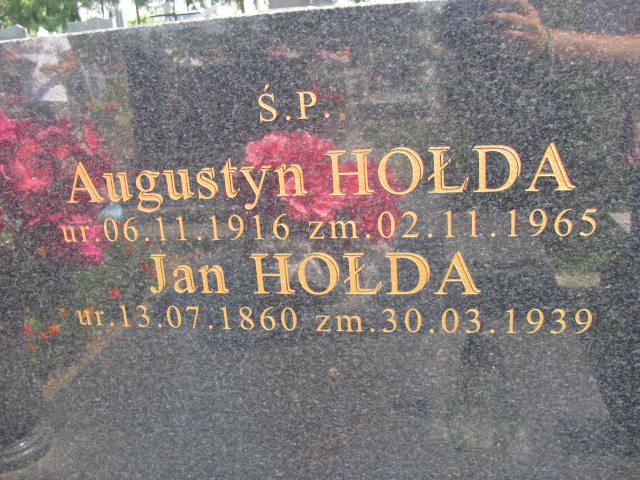 Ś.P.
Augustyn HOŁDA
ur.06.11.1916 zm.02.11.1965
Jan HOŁDA
ur.13.07.1860 zm.30.03.1939